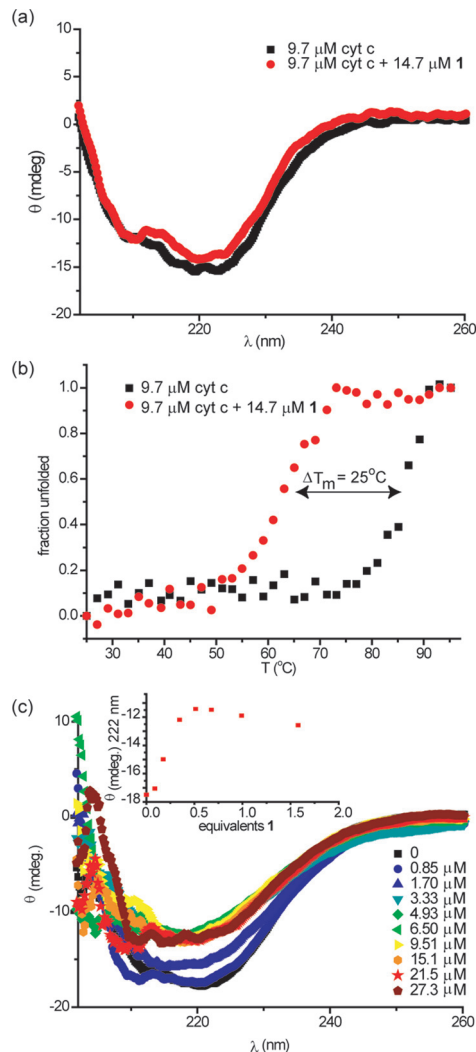 (a)
10
5
0
-5
-10
-15
-20
θ (mdeg)
9.7 μM cyt c
9.7 μM cyt c + 14.7 μM 1
220
240
260
λ (nm)
(b)
1.0
0.8
0.6
0.4
0.2
0.0
fraction unfolded
9.7 μM cyt c
9.7 μM cyt c + 14.7 μM 1
ΔTm = 25°C
30
40
50
60
70
80
90
T (°C)
(c)
10
0
-10
-20
θ (mdeg.)
θ (mdeg.) 222 nm
-12
-14
-16
-18
0.0
0.5
1.0
1.5
2.0
equivalents 1
0
0.85 μM
1.70 μM
3.33 μM
4.93 μM
6.50 μM
9.51 μM
15.1 μM
21.5 μM
27.3 μM
220
240
260
λ (nm)